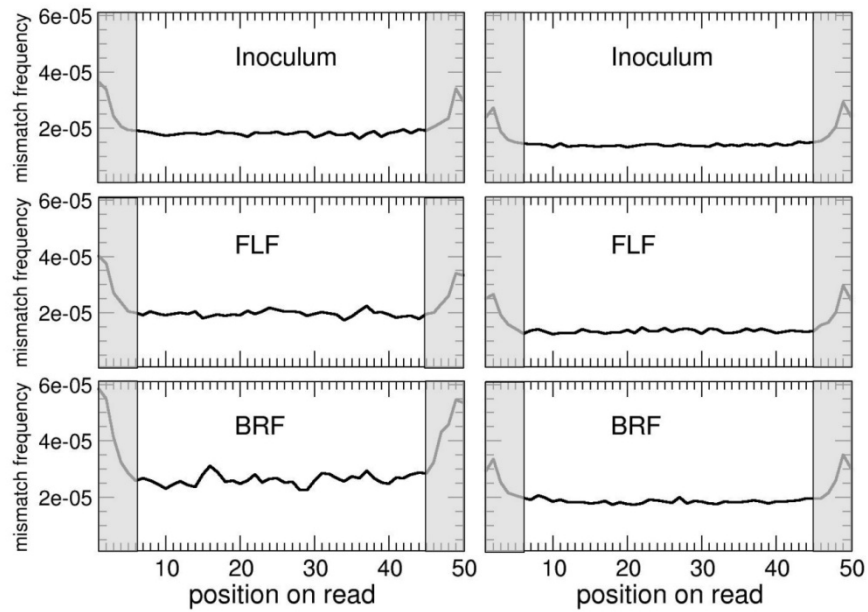 6e-05
4e-05
2e-05
mismatch frequency
Inoculum
Inoculum
6e-05
4e-05
2e-05
mismatch frequency
FLF
FLF
6e-05
4e-05
2e-05
mismatch frequency
BRF
BRF
10 20 30 40 50
10 20 30 40 50
position on read
position on read